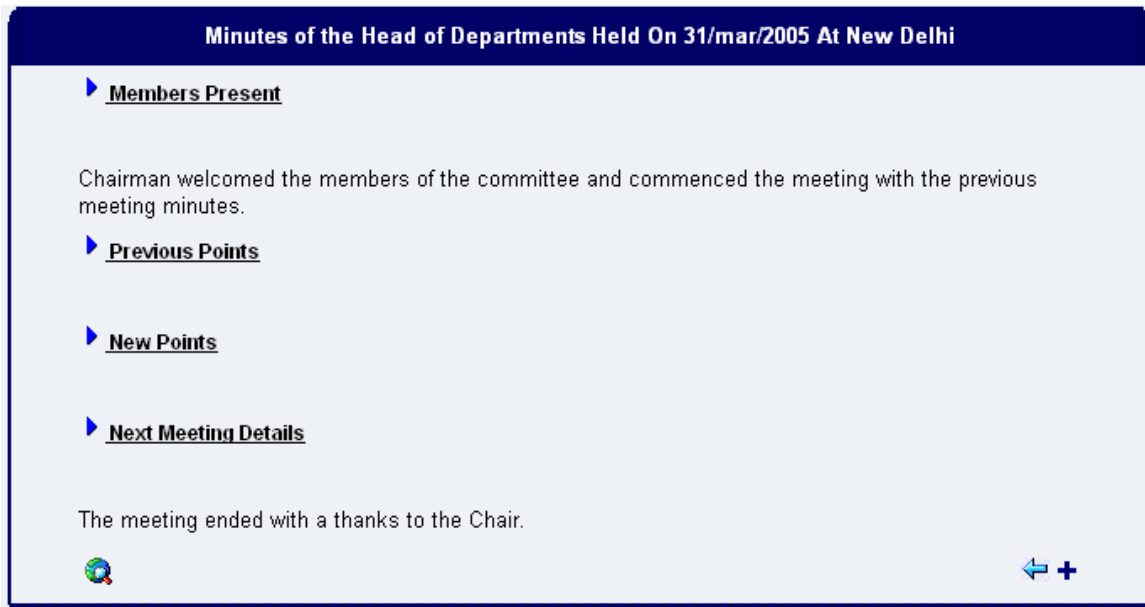 Minutes of the Head of Departments Held On 31/mar/2005 At New Delhi
Members Present
Chairman welcomed the members of the committee and commenced the meeting with the previous
meeting minutes.
Previous Points
New Points
Next Meeting Details
The meeting ended with a thanks to the Chair.